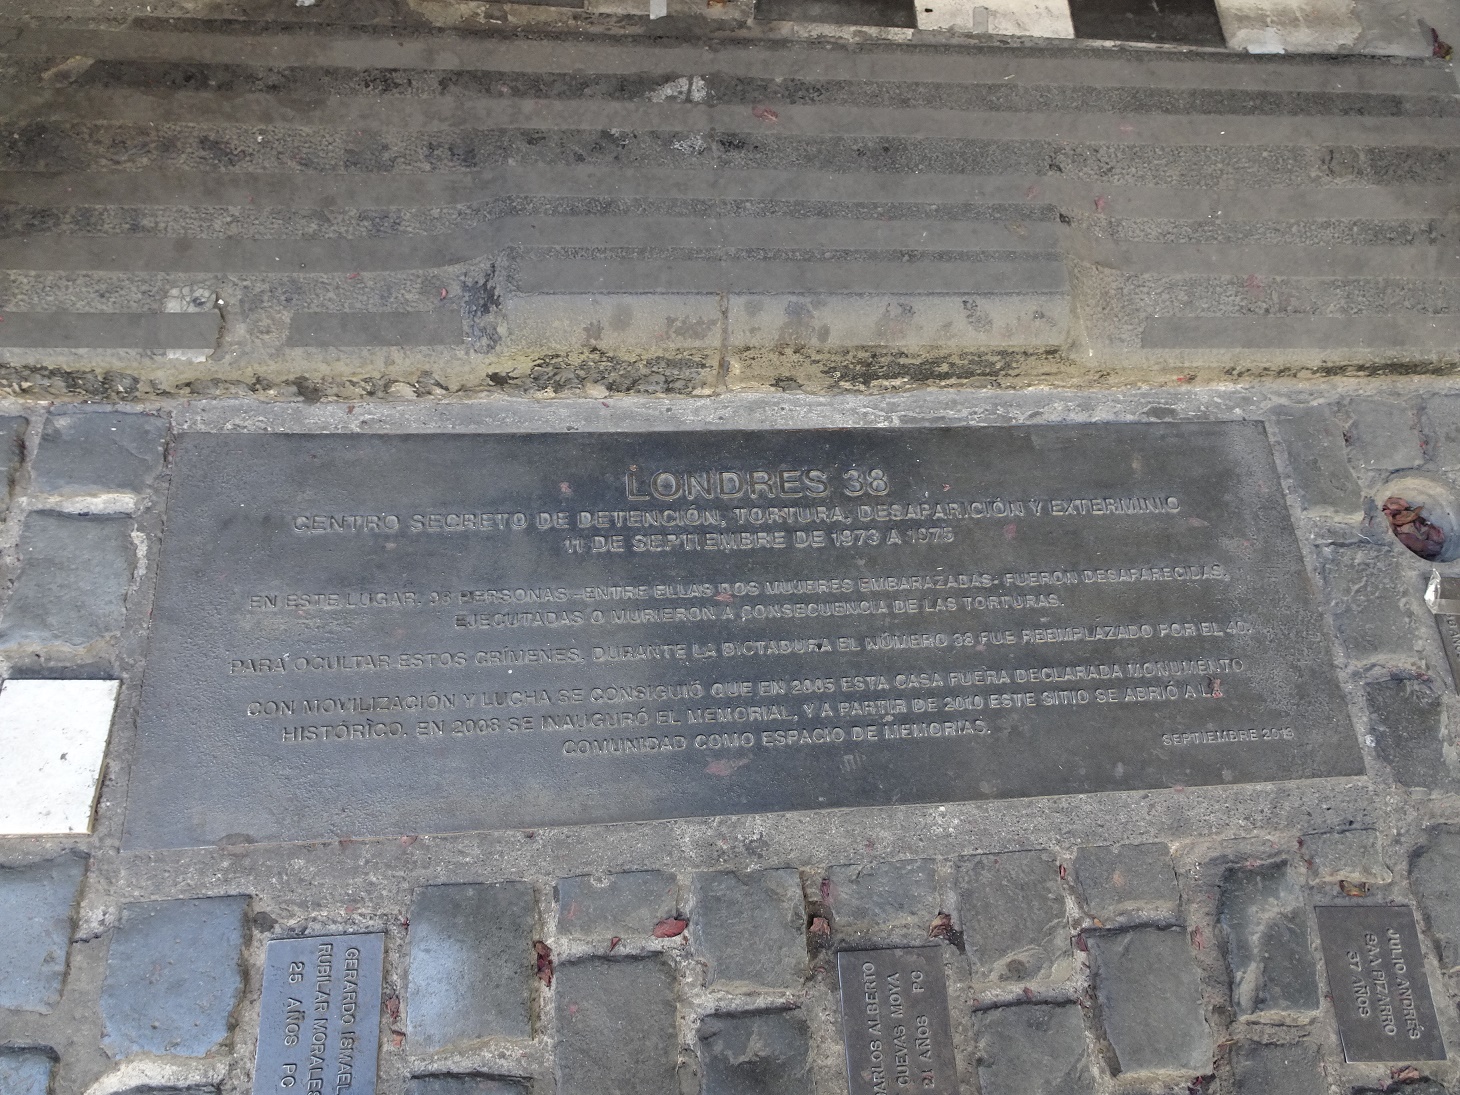 LONDRES 38
CENTRO SECRETO DE DETENCIÓN, TORTURA, DESAPARICIÓN Y EXTERMINIO
11 DE SEPTIEMBRE DE 1973 A 1975
EN ESTE LUGAR, 98 PERSONAS -ENTRE ELLAS DOS MUJERES EMBARAZADAS- FUERON DESAPARECIDAS,
EJECUTADAS O MURIERON A CONSECUENCIA DE LAS TORTURAS.
PARA OCULTAR ESTOS CRÍMENES, DURANTE LA DICTADURA EL NÚMERO 38 FUE REEMPLAZADO POR EL 40.
CON MOVILIZACIÓN Y LUCHA SE CONSIGUIÓ QUE EN 2005 ESTA CASA FUERA DECLARADA MONUMENTO
HISTÓRICO. EN 2008 SE INAUGURÓ EL MEMORIAL, Y A PARTIR DE 2010 ESTE SITIO SE ABRIÓ A LA
COMUNIDAD COMO ESPACIO DE MEMORIAS.
SEPTIEMBRE
GERARDO ISMAEL
RUBILAR MORALES
25 AÑOS PC
CARLOS ALBERTO
CUEVAS MOYA
21 AÑOS PC
JULIO ANDRÉS
SAA PIZARRO
37 AÑOS